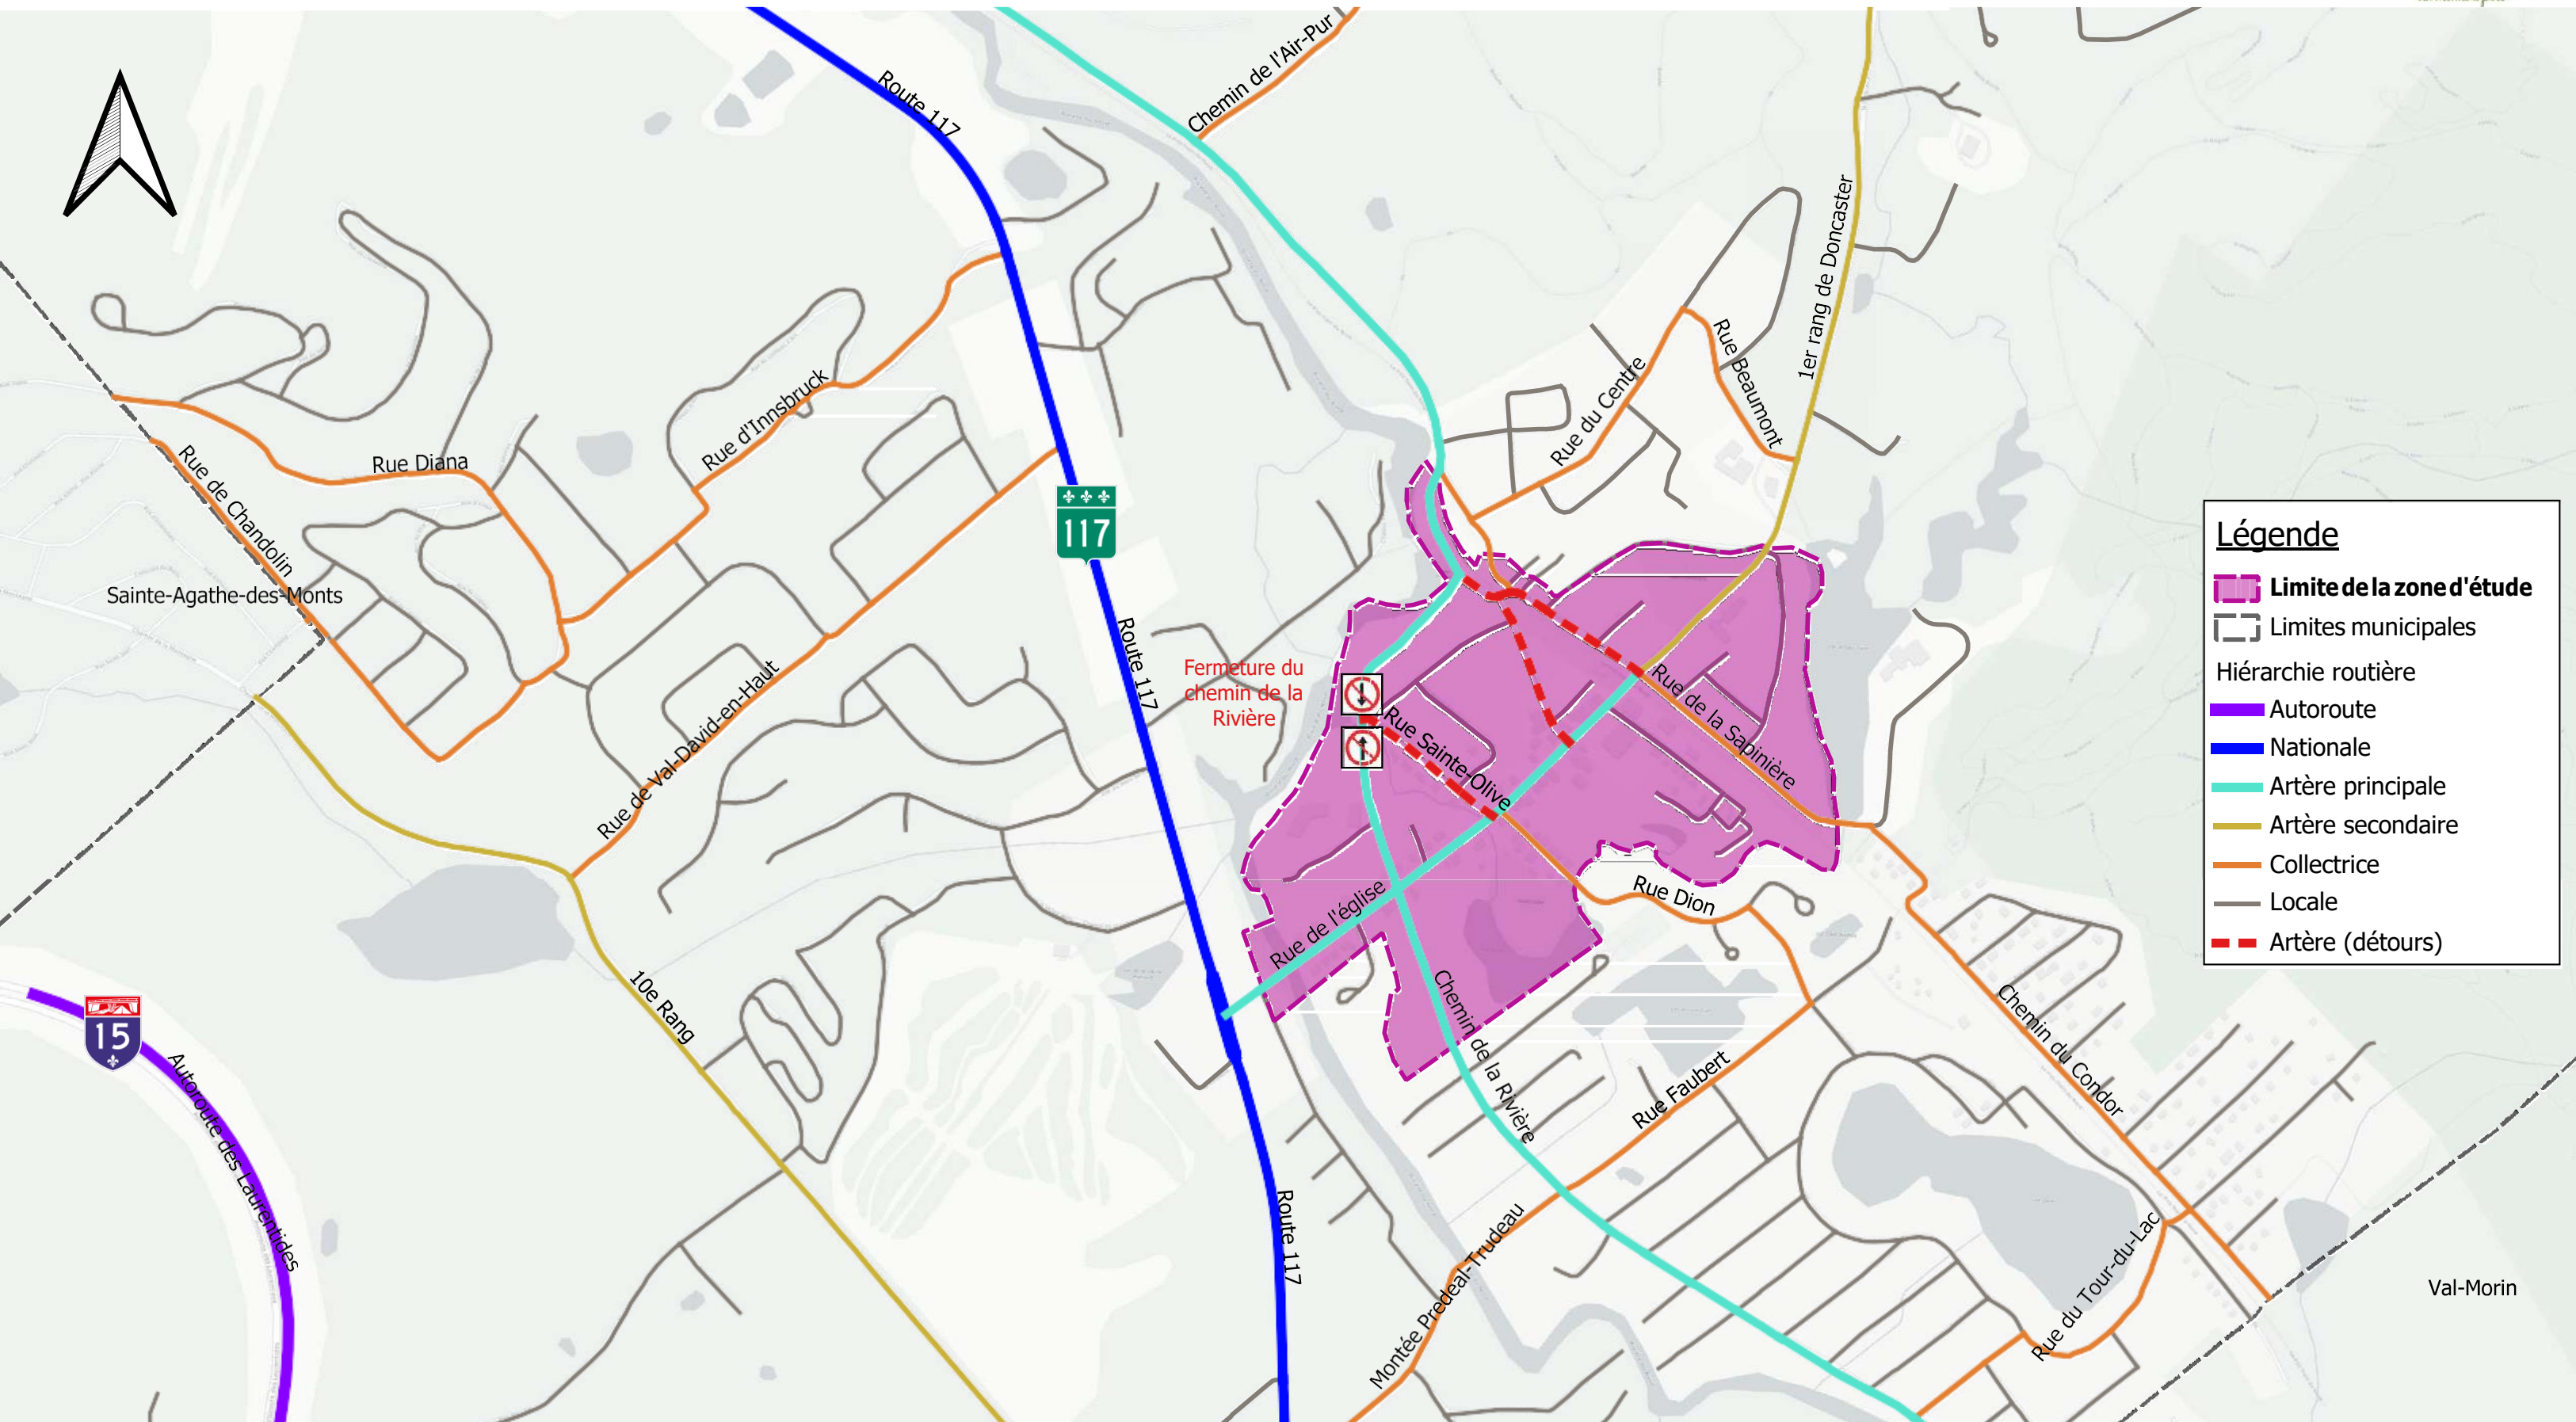 Route 117
Chemin de l'Air-Pur
1er rang de Doncaster
Rue Beaumont
Rue du Centre
Rue d'Innsbruck
Rue Diana
Rue de Chandolin
Sainte-Agathe-des-Monts
117
Route 117
Fermeture du
chemin de la
Rivière
Rue Sainte-Olive
Rue de la Sapinière
Rue de Val-David-en-Haut
Rue de l'église
Rue Dion
10e Rang
15
Autoroute des Laurentides
Chemin de la Rivière
Rue Faubert
Chemin du Condor
Route 117
Montée Predeal-Trudeau
Rue du Tour-du-Lac
Val-Morin
Légende
Limite de la zone d'étude
Limites municipales
Hiérarchie routière
Autoroute
Nationale
Artère principale
Artère secondaire
Collectrice
Locale
Artère (détours)